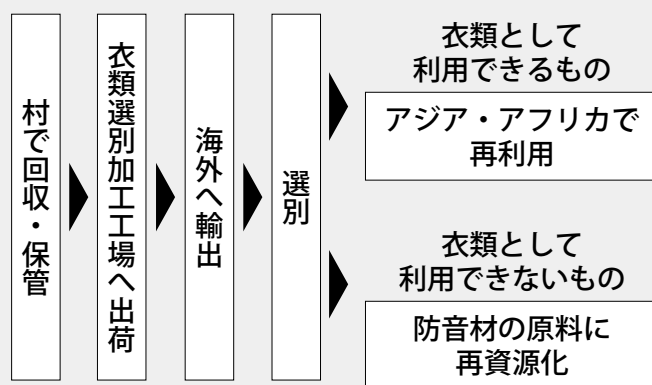 村で回収・保管
衣類選別加工工場へ出荷
海外へ輸出
選別
衣類として
利用できるもの
アジア・アフリカで
再利用
衣類として
利用できないもの
防音材の原料に
再資源化